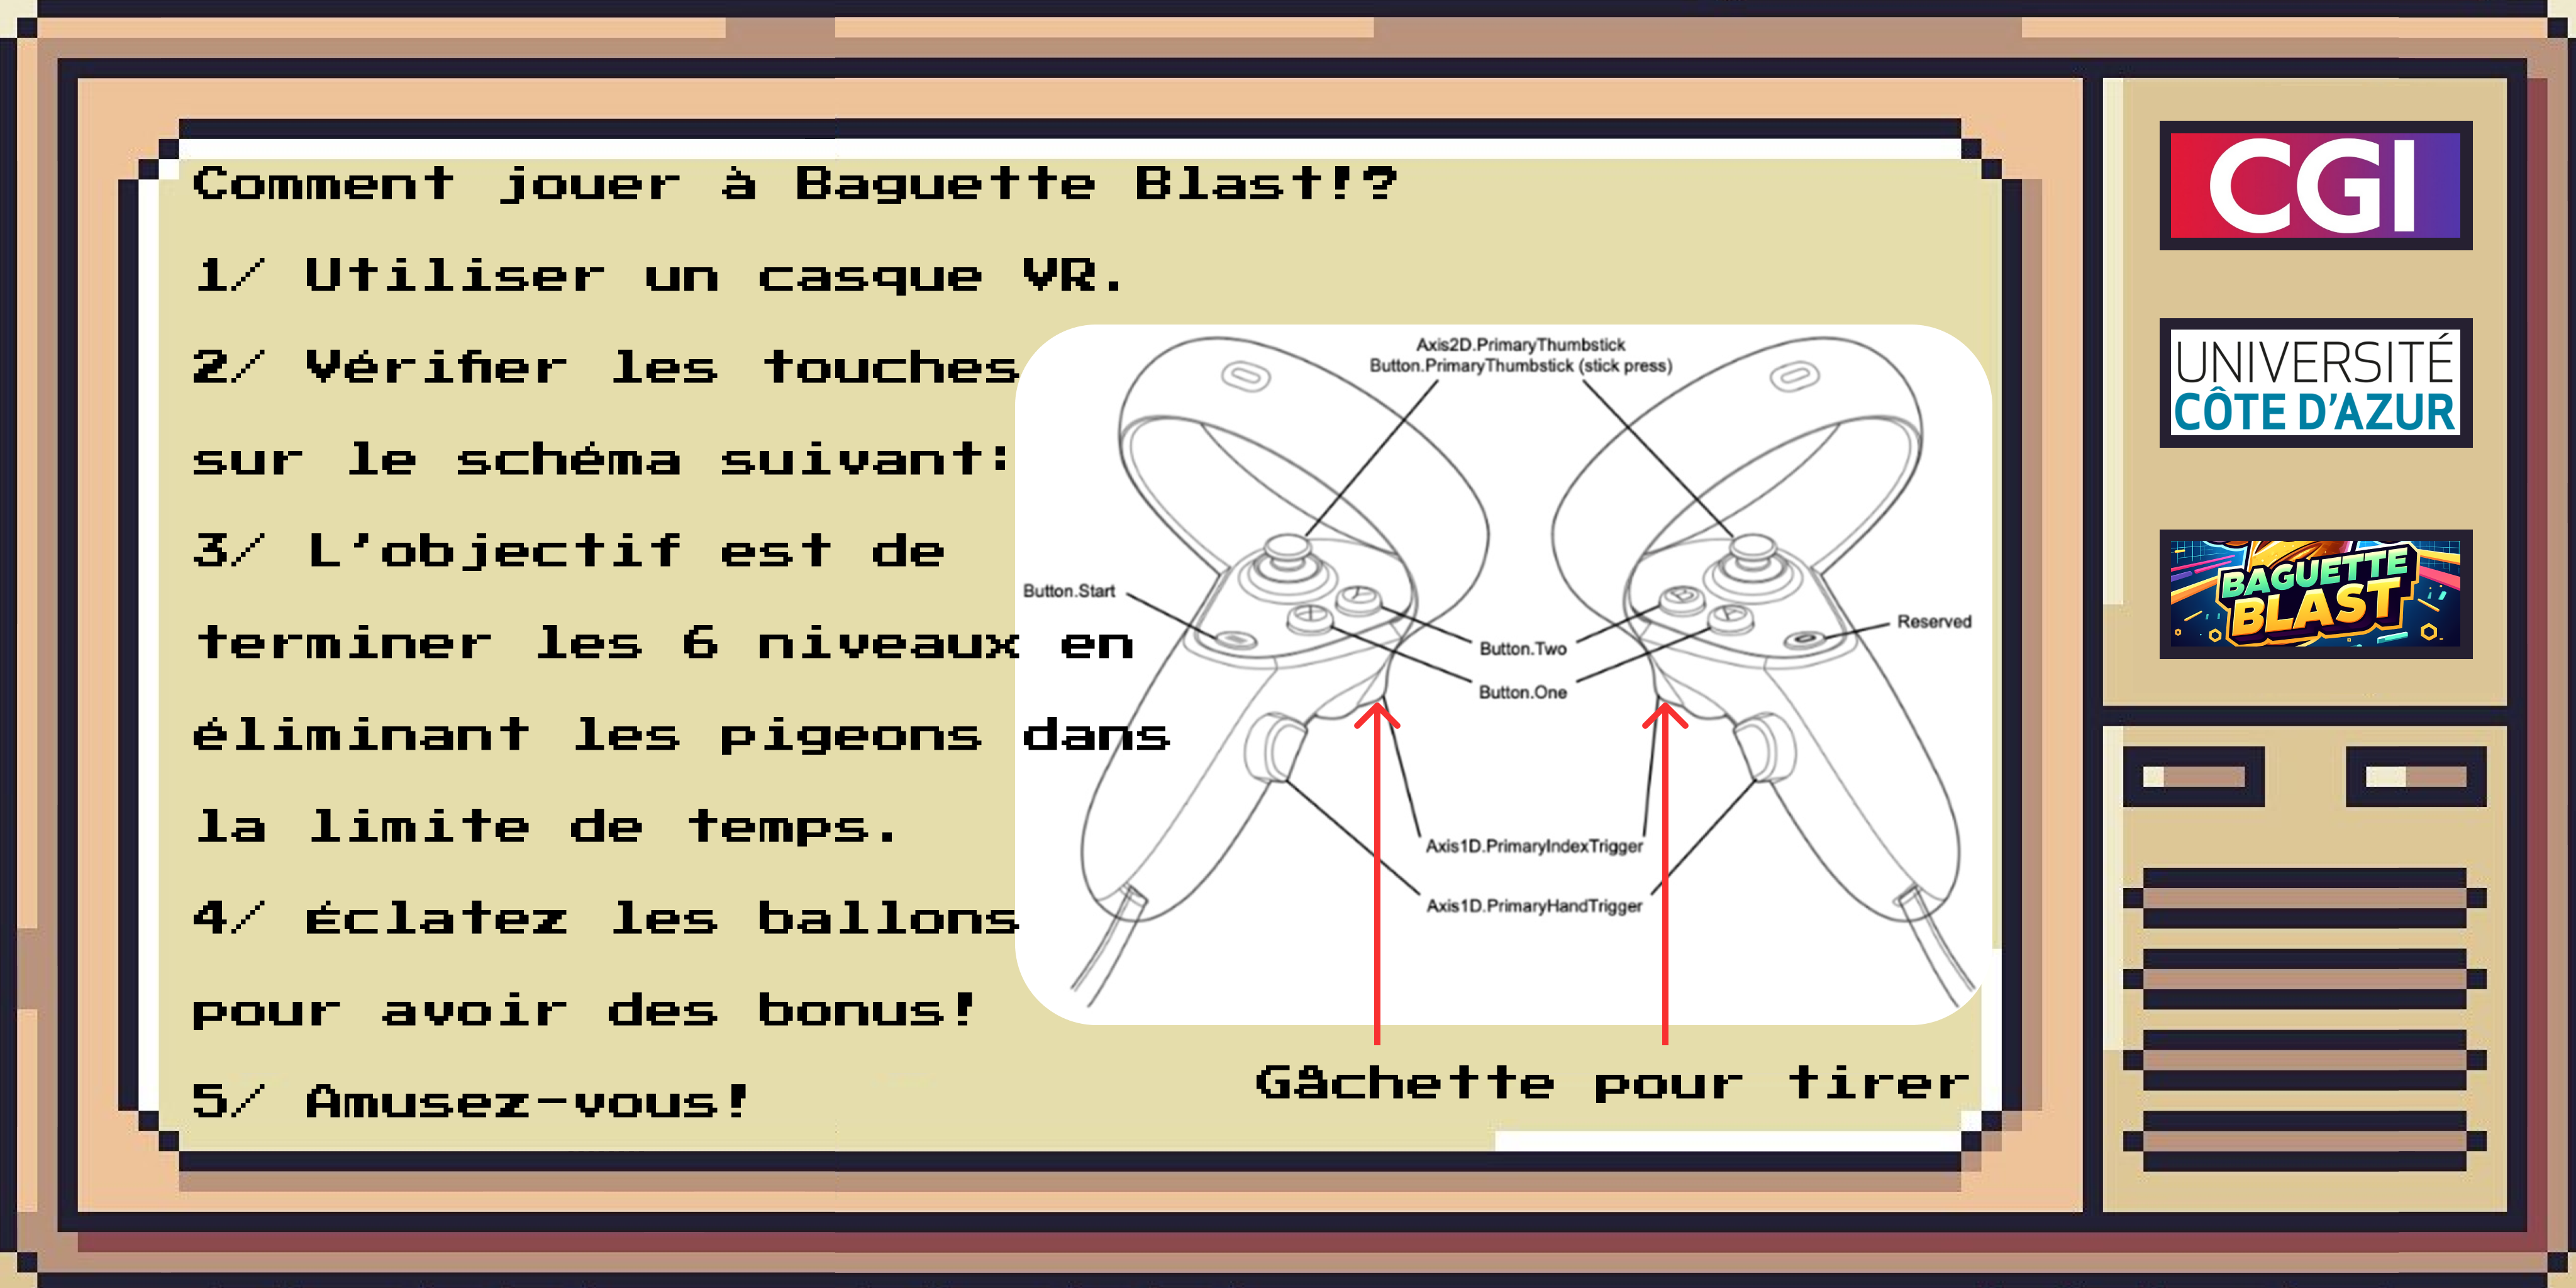 Comment jouer à Baguette Blast!?
1/ Utiliser un casque VR.
2/ Vérifier les touches
sur le schéma suivant:
3/ L'objectif est de
terminer les 6 niveaux en
éliminant les pigeons dans
la limite de temps.
4/ Éclatez les ballons
pour avoir des bonus!
5/ Amusez-vous!
Axis2D.PrimaryThumbstick
Button.PrimaryThumbstick (stick press)
Button.Start
Reserved
Button.Two
Button.One
Axis1D.PrimaryIndexTrigger
Axis1D.PrimaryHandTrigger
Gâchette pour tirer
CGI
UNIVERSITÉ
CÔTE D'AZUR
BAGUETTE
BLAST